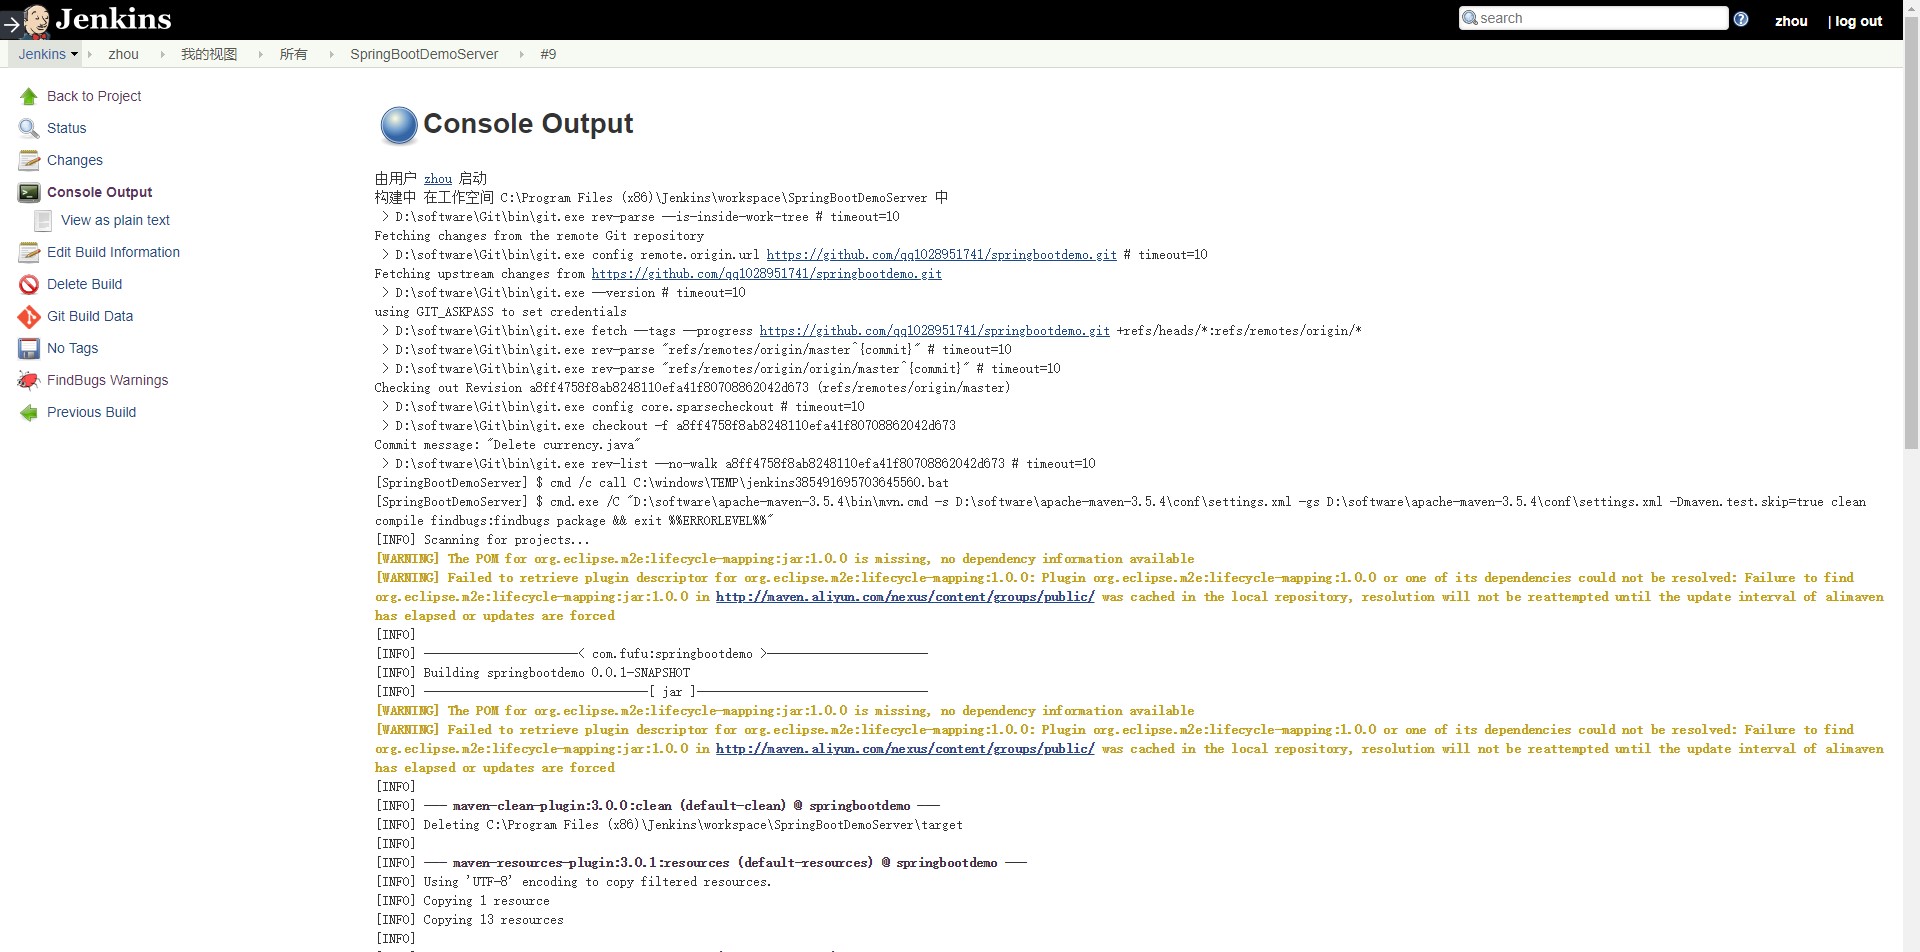 Jenkins
search
zhou
| log out
Jenkins
zhou
我的视图
所有
SpringBootDemoServer
#9
Back to Project
Status
Changes
Console Output
View as plain text
Edit Build Information
Delete Build
Git Build Data
No Tags
FindBugs Warnings
Previous Build
Console Output
由用户 zhou 启动
构建中 在工作空间 C:\Program Files (x86)\Jenkins\workspace\SpringBootDemoServer 中
> D:\software\Git\bin\git.exe rev-parse --is-inside-work-tree # timeout=10
Fetching changes from the remote Git repository
> D:\software\Git\bin\git.exe config remote.origin.url https://github.com/qq1028951741/springbootdemo.git # timeout=10
Fetching upstream changes from https://github.com/qq1028951741/springbootdemo.git
> D:\software\Git\bin\git.exe --version # timeout=10
using GIT_ASKPASS to set credentials
> D:\software\Git\bin\git.exe fetch --tags --progress https://github.com/qq1028951741/springbootdemo.git +refs/heads/*:refs/remotes/origin/*
> D:\software\Git\bin\git.exe rev-parse "refs/remotes/origin/master^{commit}" # timeout=10
> D:\software\Git\bin\git.exe rev-parse "refs/remotes/origin/origin/master^{commit}" # timeout=10
Checking out Revision a8ff4758f8ab8248110efa41f80708862042d673 (refs/remotes/origin/master)
> D:\software\Git\bin\git.exe config core.sparsecheckout # timeout=10
> D:\software\Git\bin\git.exe checkout -f a8ff4758f8ab8248110efa41f80708862042d673
Commit message: "Delete currency.java"
> D:\software\Git\bin\git.exe rev-list --no-walk a8ff4758f8ab8248110efa41f80708862042d673 # timeout=10
[SpringBootDemoServer] $ cmd /c call C:\windows\TEMP\jenkins385491695703645560.bat
[SpringBootDemoServer] $ cmd.exe /C "D:\software\apache-maven-3.5.4\bin\mvn.cmd -s D:\software\apache-maven-3.5.4\conf\settings.xml -gs D:\software\apache-maven-3.5.4\conf\settings.xml -Dmaven.test.skip=true clean
compile findbugs:findbugs package && exit %%ERRORLEVEL%%"
[INFO] Scanning for projects...
[WARNING] The POM for org.eclipse.m2e:lifecycle-mapping:jar:1.0.0 is missing, no dependency information available
[WARNING] Failed to retrieve plugin descriptor for org.eclipse.m2e:lifecycle-mapping:1.0.0: Plugin org.eclipse.m2e:lifecycle-mapping:1.0.0 or one of its dependencies could not be resolved: Failure to find
org.eclipse.m2e:lifecycle-mapping:jar:1.0.0 in http://maven.aliyun.com/nexus/content/groups/public/ was cached in the local repository, resolution will not be reattempted until the update interval of alimaven
has elapsed or updates are forced
[INFO]
[INFO] ----------------------< com.fufu:springbootdemo >-----------------------
[INFO] Building springbootdemo 0.0.1-SNAPSHOT
[INFO] --------------------------------[ jar ]---------------------------------
[WARNING] The POM for org.eclipse.m2e:lifecycle-mapping:jar:1.0.0 is missing, no dependency information available
[WARNING] Failed to retrieve plugin descriptor for org.eclipse.m2e:lifecycle-mapping:1.0.0: Plugin org.eclipse.m2e:lifecycle-mapping:1.0.0 or one of its dependencies could not be resolved: Failure to find
org.eclipse.m2e:lifecycle-mapping:jar:1.0.0 in http://maven.aliyun.com/nexus/content/groups/public/ was cached in the local repository, resolution will not be reattempted until the update interval of alimaven
has elapsed or updates are forced
[INFO]
[INFO] --- maven-clean-plugin:3.0.0:clean (default-clean) @ springbootdemo ---
[INFO] Deleting C:\Program Files (x86)\Jenkins\workspace\SpringBootDemoServer\target
[INFO]
[INFO] --- maven-resources-plugin:3.0.1:resources (default-resources) @ springbootdemo ---
[INFO] Using 'UTF-8' encoding to copy filtered resources.
[INFO] Copying 1 resource
[INFO] Copying 13 resources
[INFO]